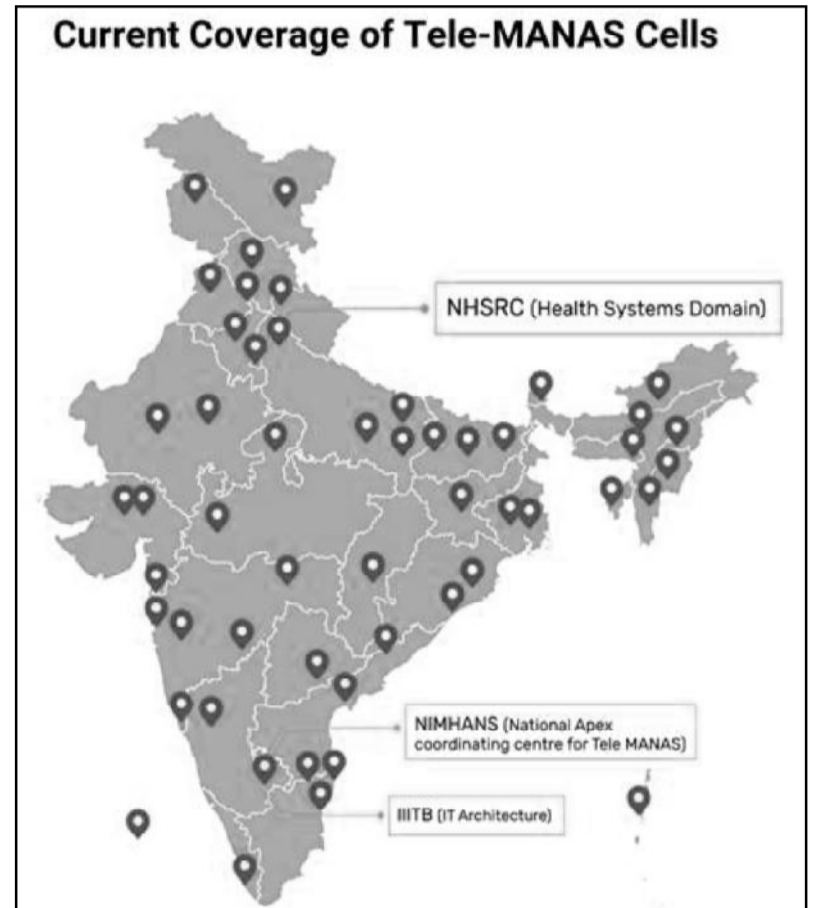 Current Coverage of Tele-MANAS Cells
NHSRC (Health Systems Domain)
NIMHANS (National Apex
coordinating centre for Tele MANAS)
IIITB (IT Architecture)